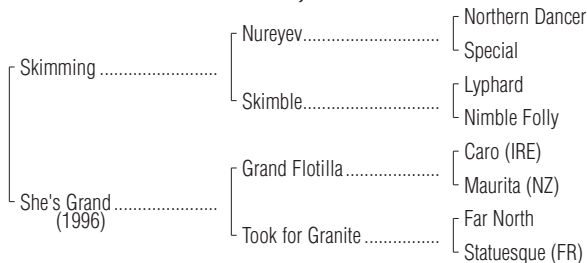 Northern Dancer
Nureyev
Special
Skimming
Lyphard
Skimble
Nimble Folly
Caro (IRE)
Grand Flotilla
Maurita (NZ)
She's Grand
(1996)
Far North
Took for Granite
Statuesque (FR)